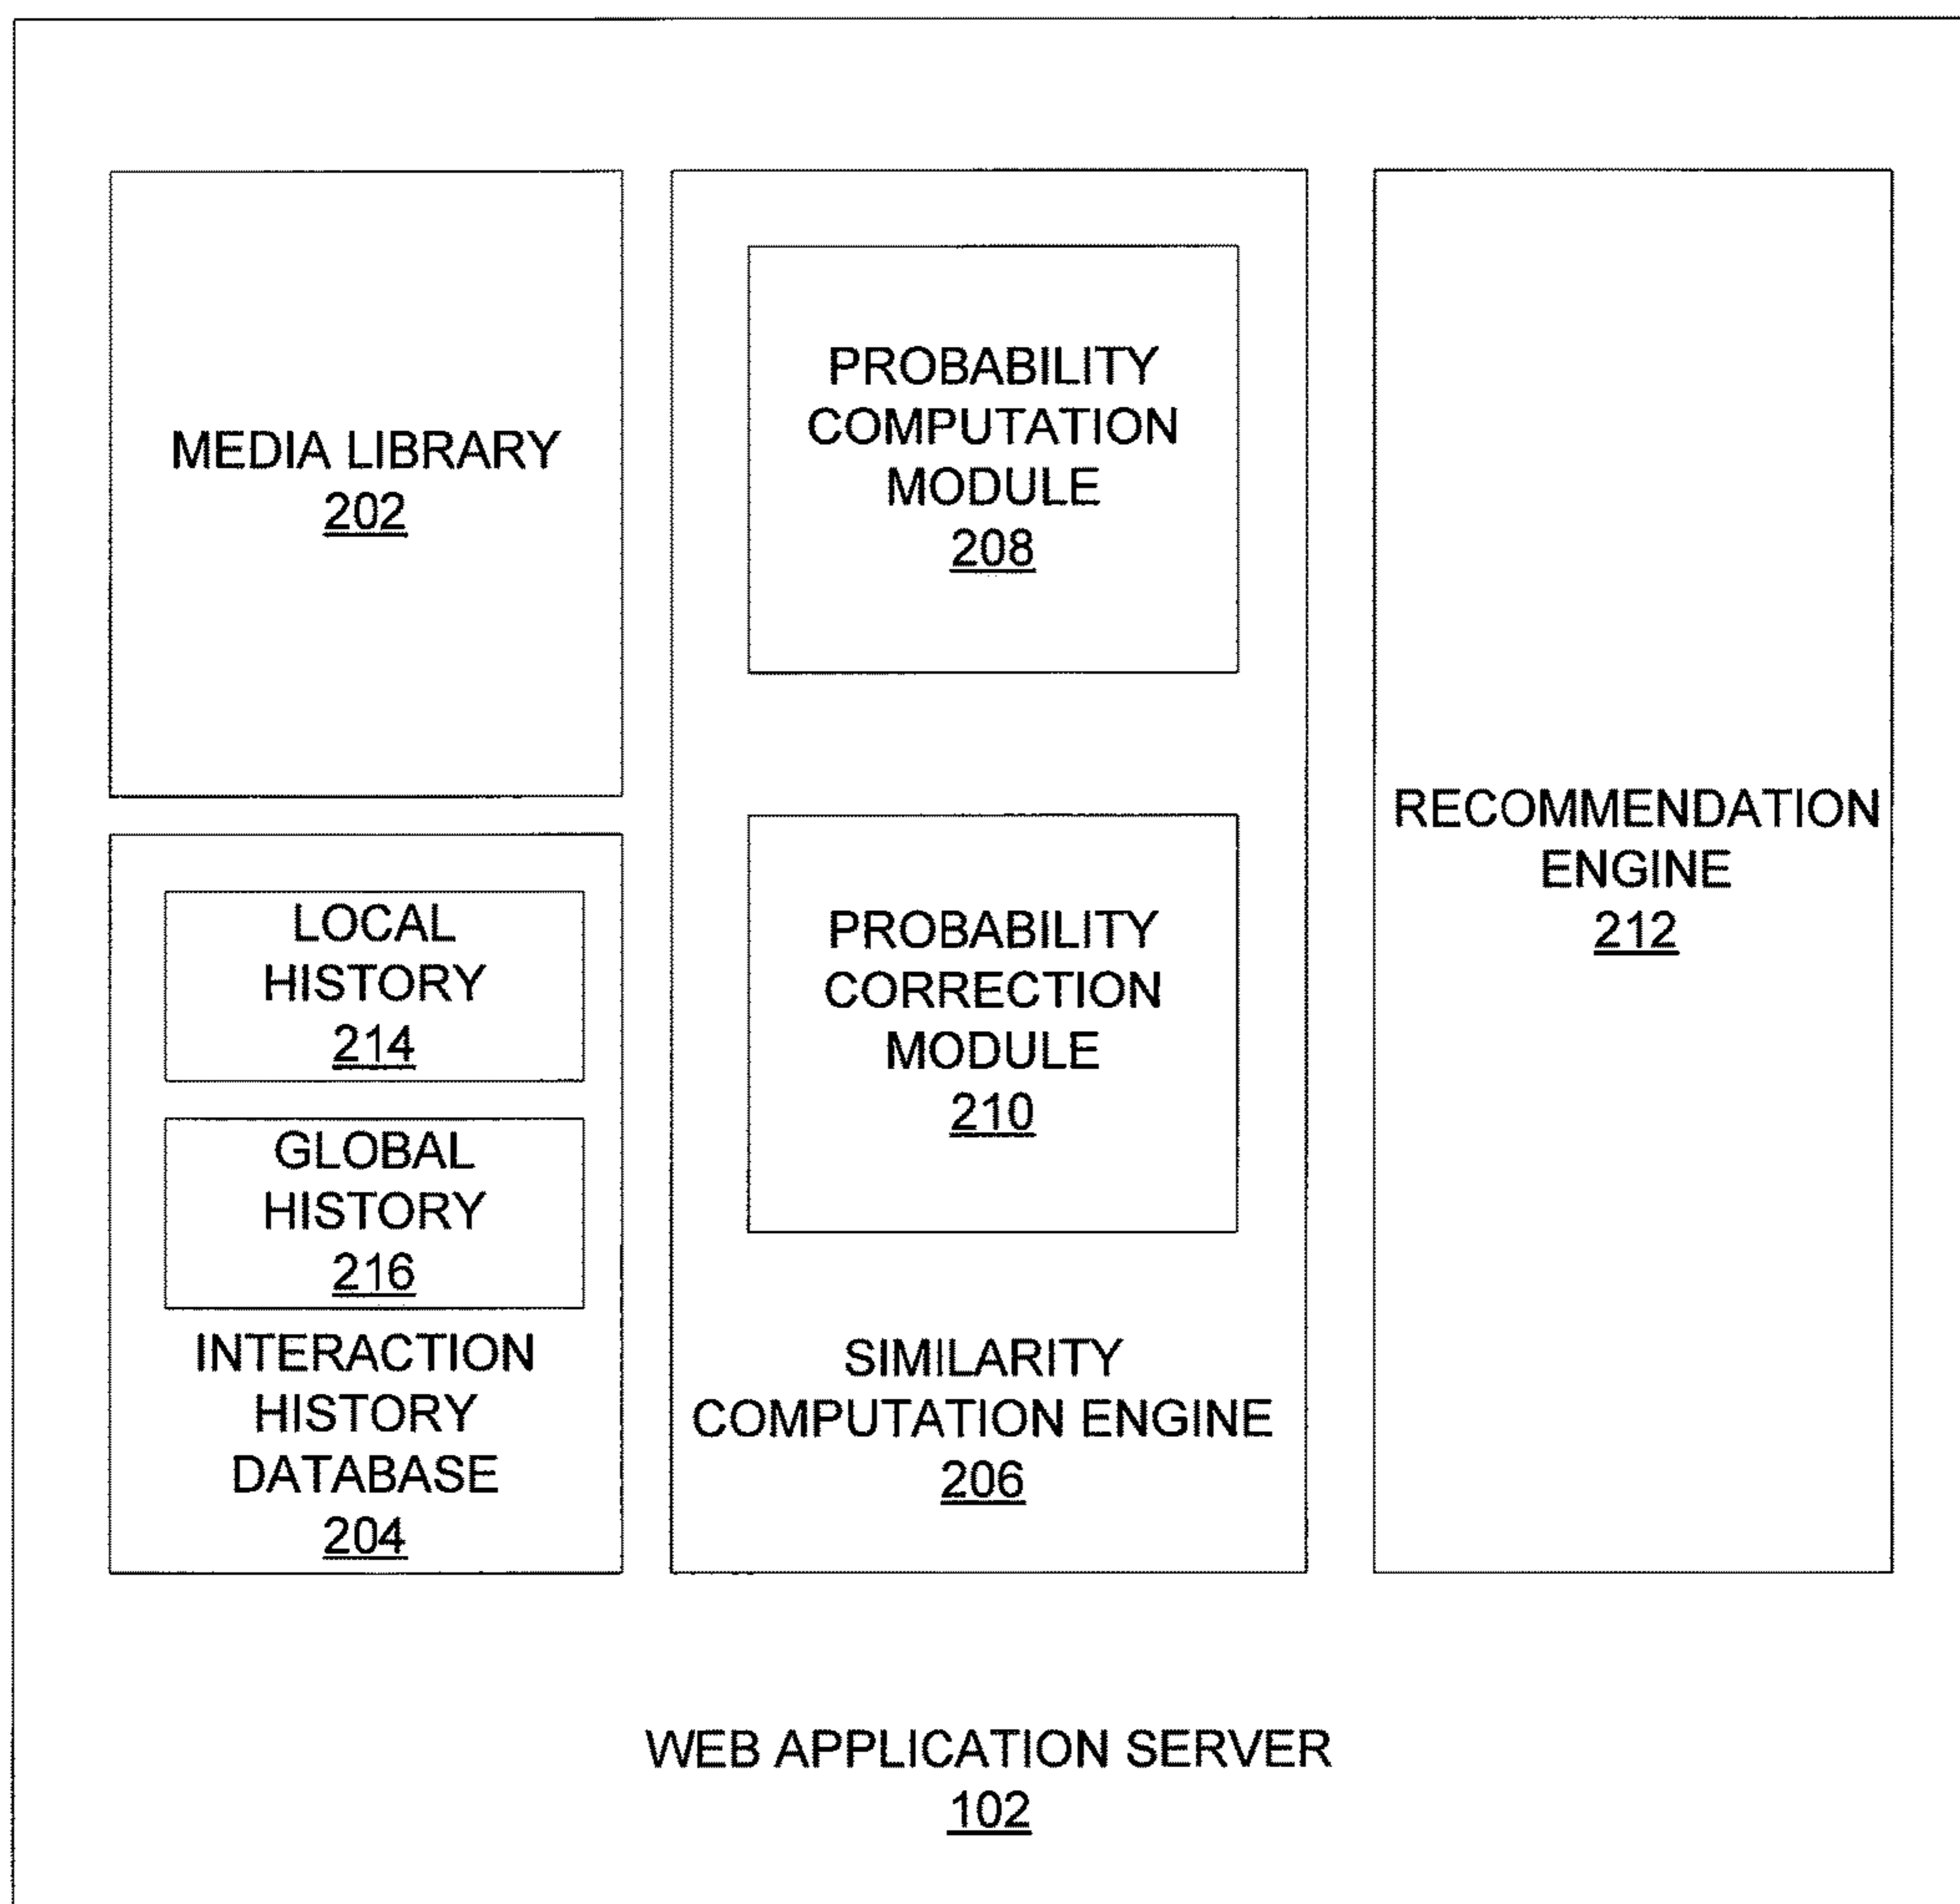 MEDIA LIBRARY
202
LOCAL
HISTORY
214
GLOBAL
HISTORY
216
INTERACTION
HISTORY
DATABASE
204
PROBABILITY
COMPUTATION
MODULE
208
PROBABILITY
CORRECTION
MODULE
210
SIMILARITY
COMPUTATION ENGINE
206
RECOMMENDATION
ENGINE
212
WEB APPLICATION SERVER
102